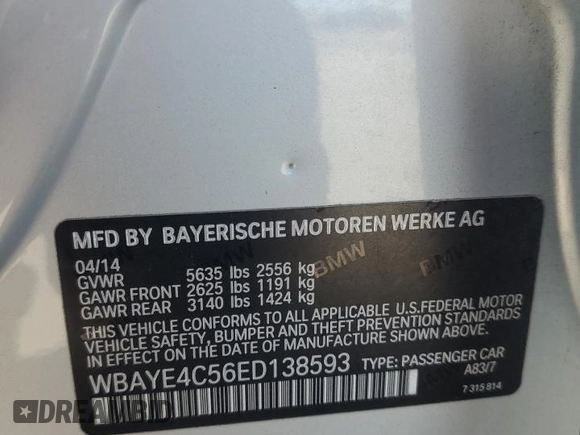 MFD BY BAYERISCHE MOTOREN WERKE AG
04/14
GVWR 5635 lbs 2556 kg
GAWR FRONT 2625 lbs 1191 kg
GAWR REAR 3140 lbs 1424 kg
THIS VEHICLE CONFORMS TO ALL APPLICABLE U.S.FEDERAL MOTOR
VEHICLE SAFETY, BUMPER AND THEFT PREVENTION STANDARDS
IN EFFECT ON THE DATE OF MANUFACTURE SHOWN ABOVE.
WBAYE4C56ED138593 TYPE: PASSENGER CAR
A83/7
7 315 814
BMW
BMW
BMW
DREAMBID